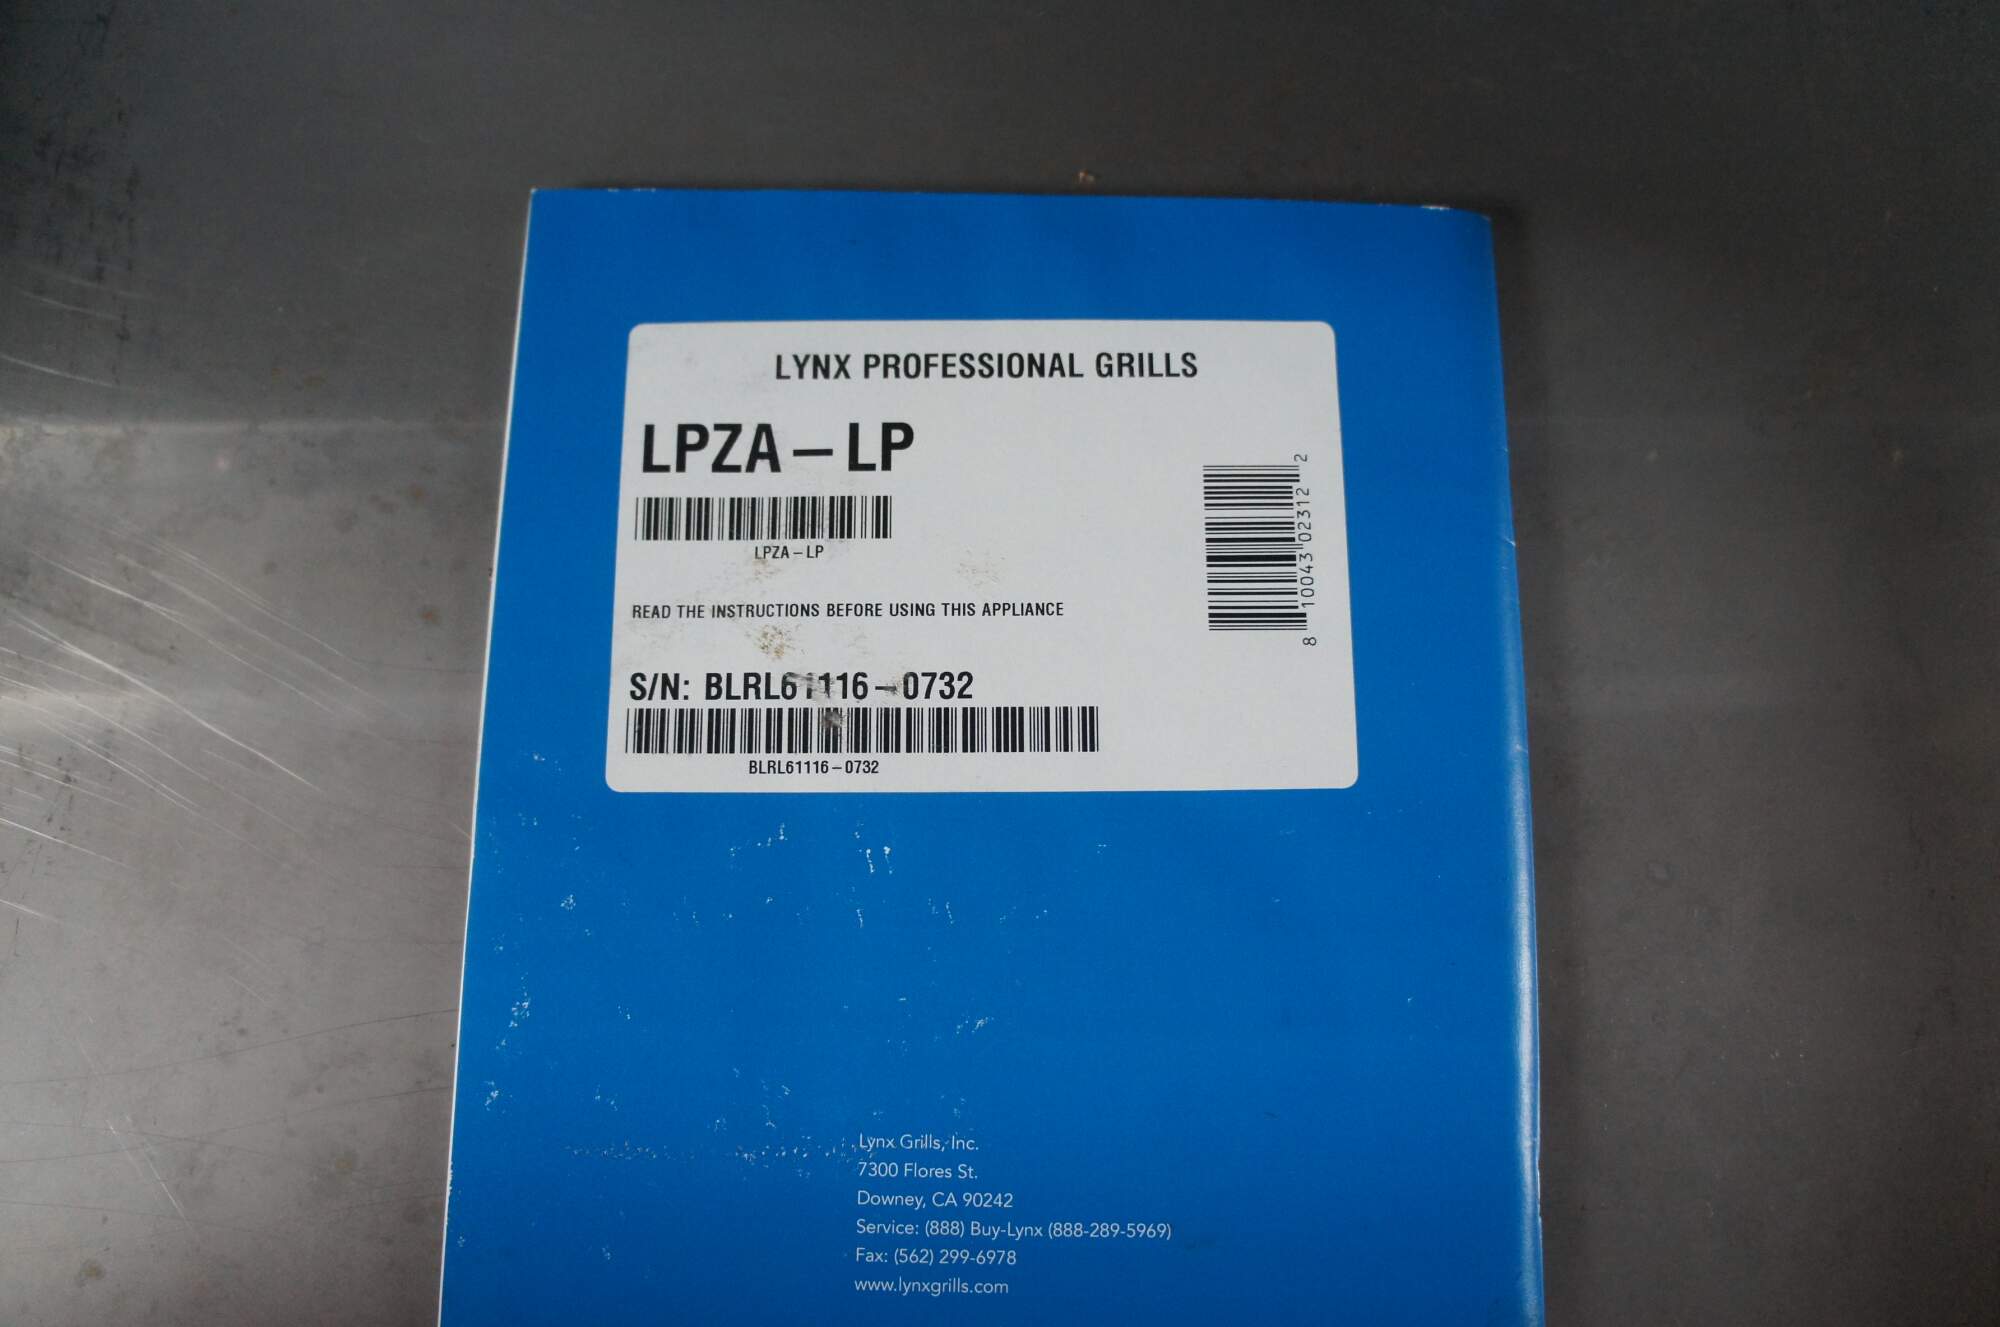 LYNX PROFESSIONAL GRILLS
LPZA – LP
LPZA – LP
8 10043 02312 2
READ THE INSTRUCTIONS BEFORE USING THIS APPLIANCE
S/N: BLRL61116 – 0732
BLRL61116 – 0732
Lynx Grills, Inc.
7300 Flores St.
Downey, CA 90242
Service: (888) Buy-Lynx (888-289-5969)
Fax: (562) 299-6978
www.lynxgrills.com